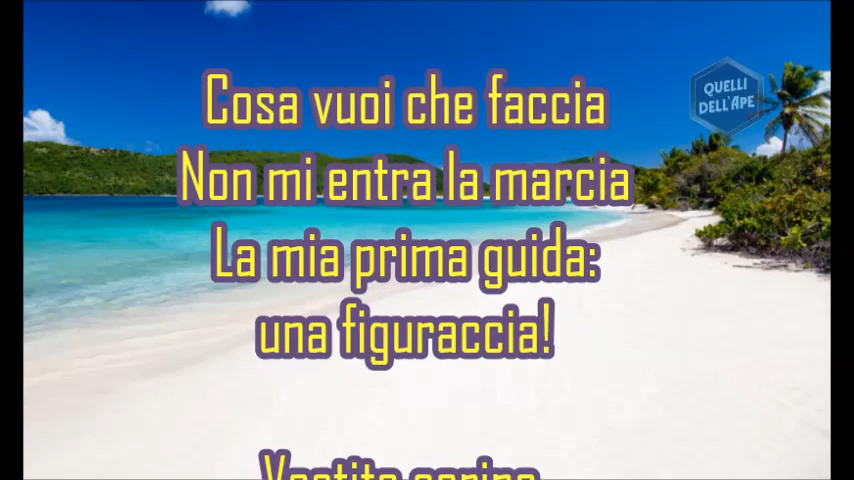 QUELLI
DELL'APE
Cosa vuoi che faccia
Non mi entra la marcia
La mia prima guida:
una figuraccia!